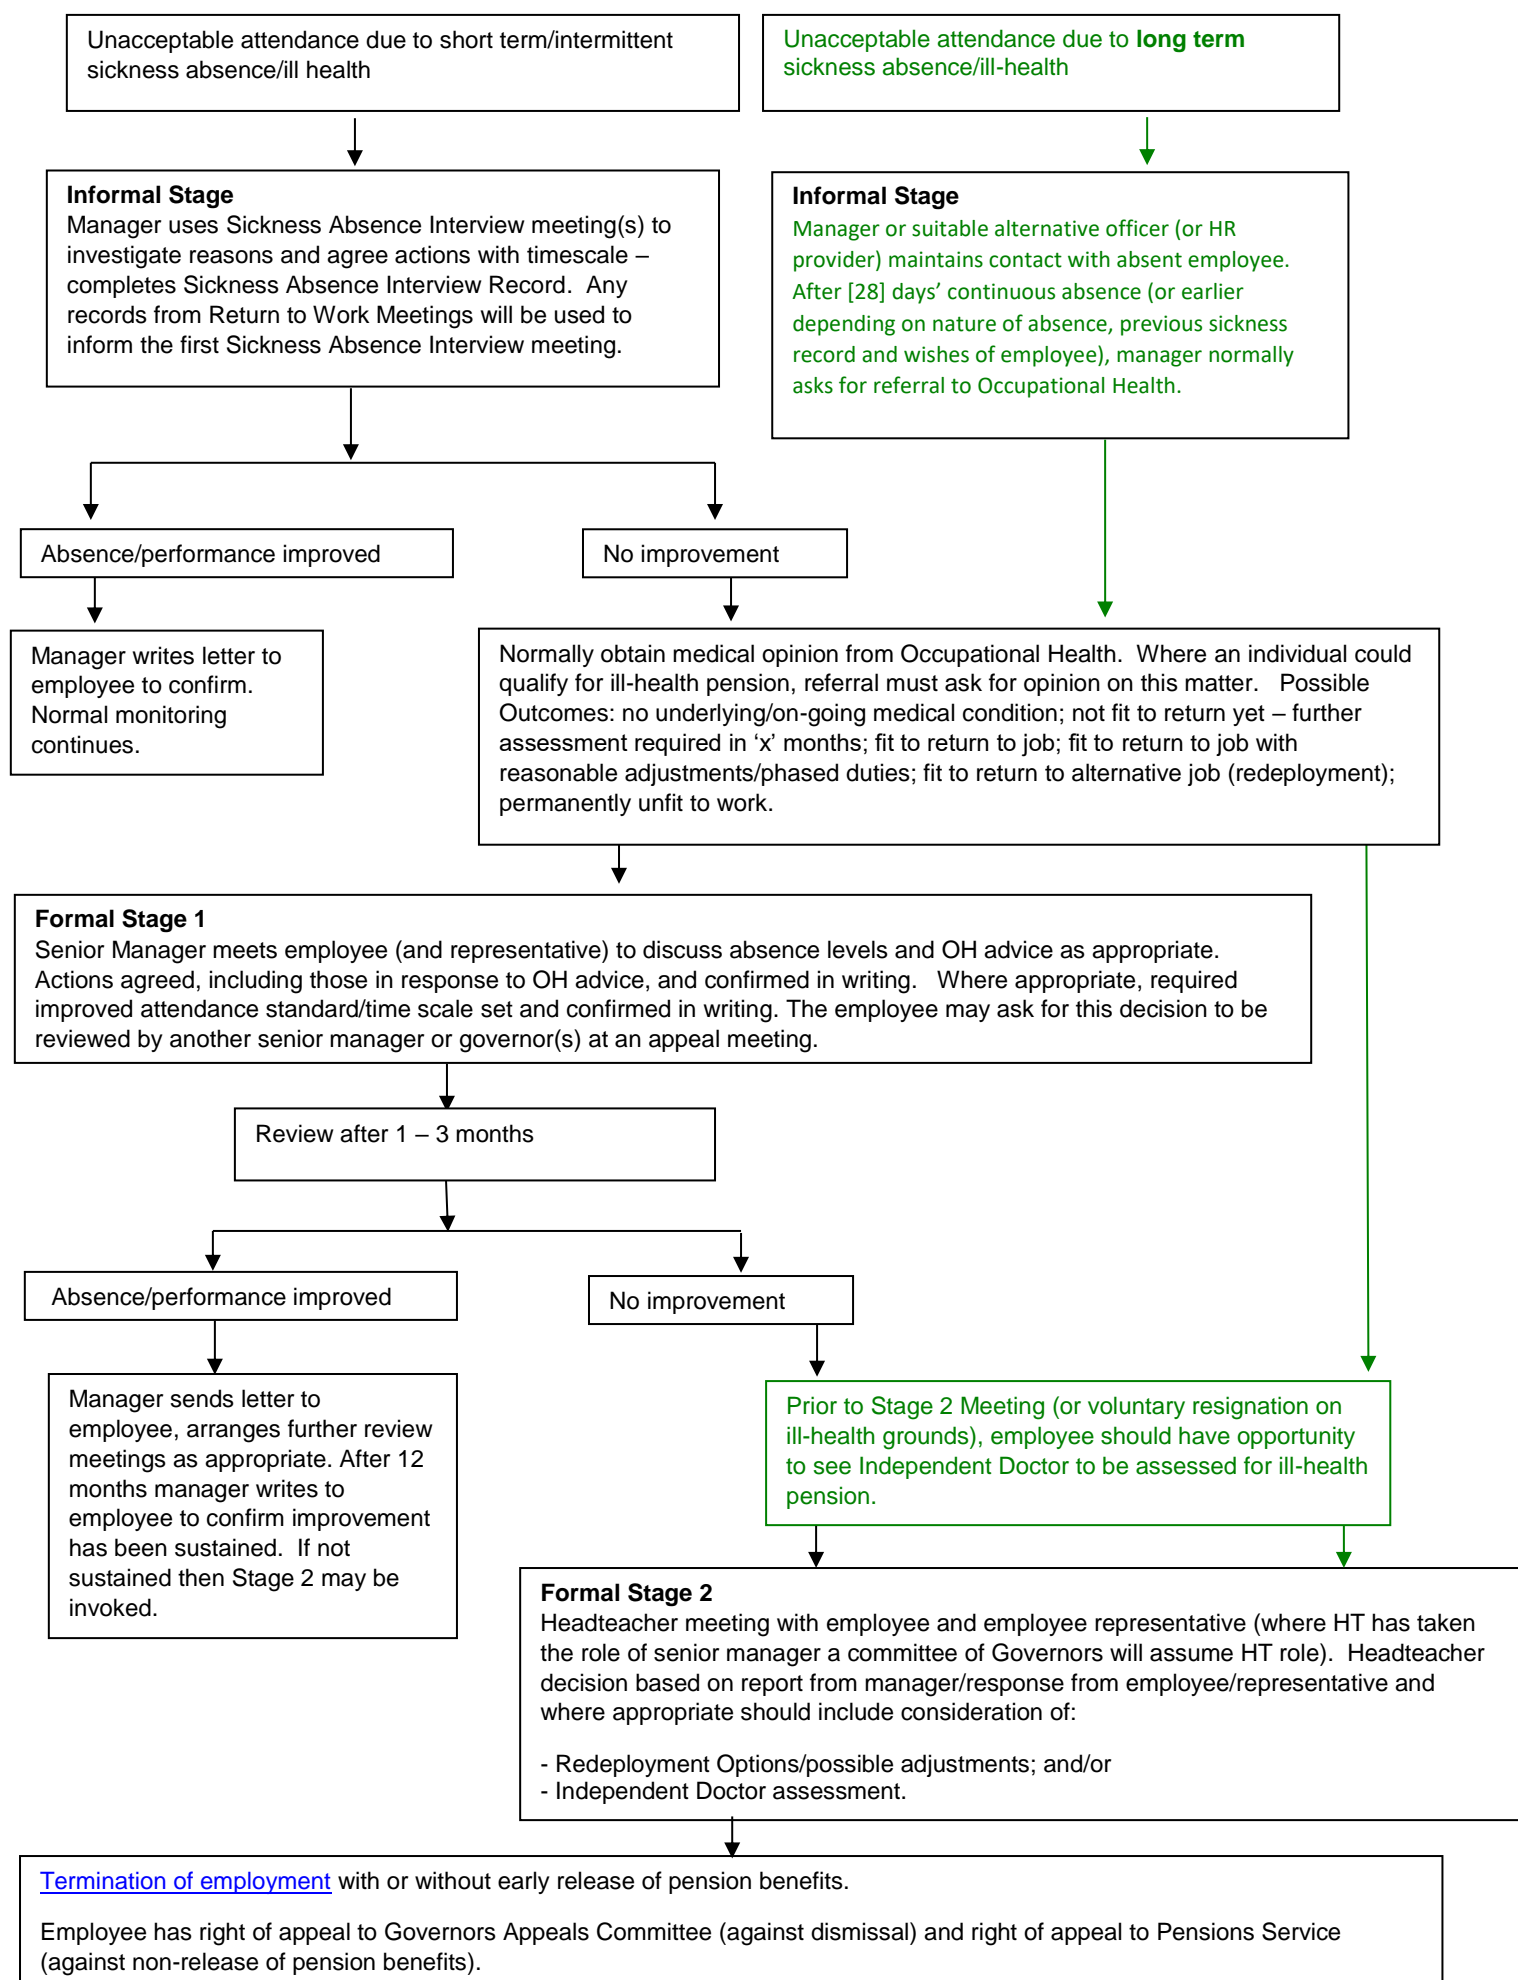 Unacceptable attendance due to short term/intermittent
sickness absence/ill health
Unacceptable attendance due to long term
sickness absence/ill-health
Informal Stage
Manager uses Sickness Absence Interview meeting(s) to
investigate reasons and agree actions with timescale –
completes Sickness Absence Interview Record.  Any
records from Return to Work Meetings will be used to
inform the first Sickness Absence Interview meeting.
Informal Stage
Manager or suitable alternative officer (or HR
provider) maintains contact with absent employee.
After [28] days’ continuous absence (or earlier
depending on nature of absence, previous sickness
record and wishes of employee), manager normally
asks for referral to Occupational Health.
Absence/performance improved
No improvement
Manager writes letter to
employee to confirm.
Normal monitoring
continues.
Normally obtain medical opinion from Occupational Health.  Where an individual could
qualify for ill-health pension, referral must ask for opinion on this matter.   Possible
Outcomes: no underlying/on-going medical condition; not fit to return yet – further
assessment required in ‘x’ months; fit to return to job; fit to return to job with
reasonable adjustments/phased duties; fit to return to alternative job (redeployment);
permanently unfit to work.
Formal Stage 1
Senior Manager meets employee (and representative) to discuss absence levels and OH advice as appropriate.
Actions agreed, including those in response to OH advice, and confirmed in writing.   Where appropriate, required
improved attendance standard/time scale set and confirmed in writing. The employee may ask for this decision to be
reviewed by another senior manager or governor(s) at an appeal meeting.
Review after 1 – 3 months
Absence/performance improved
No improvement
Manager sends letter to
employee, arranges further review
meetings as appropriate. After 12
months manager writes to
employee to confirm improvement
has been sustained.  If not
sustained then Stage 2 may be
invoked.
Prior to Stage 2 Meeting (or voluntary resignation on
ill-health grounds), employee should have opportunity
to see Independent Doctor to be assessed for ill-health
pension.
Formal Stage 2
Headteacher meeting with employee and employee representative (where HT has taken
the role of senior manager a committee of Governors will assume HT role).  Headteacher
decision based on report from manager/response from employee/representative and
where appropriate should include consideration of:
- Redeployment Options/possible adjustments; and/or
- Independent Doctor assessment.
Termination of employment with or without early release of pension benefits.
Employee has right of appeal to Governors Appeals Committee (against dismissal) and right of appeal to Pensions Service
(against non-release of pension benefits).